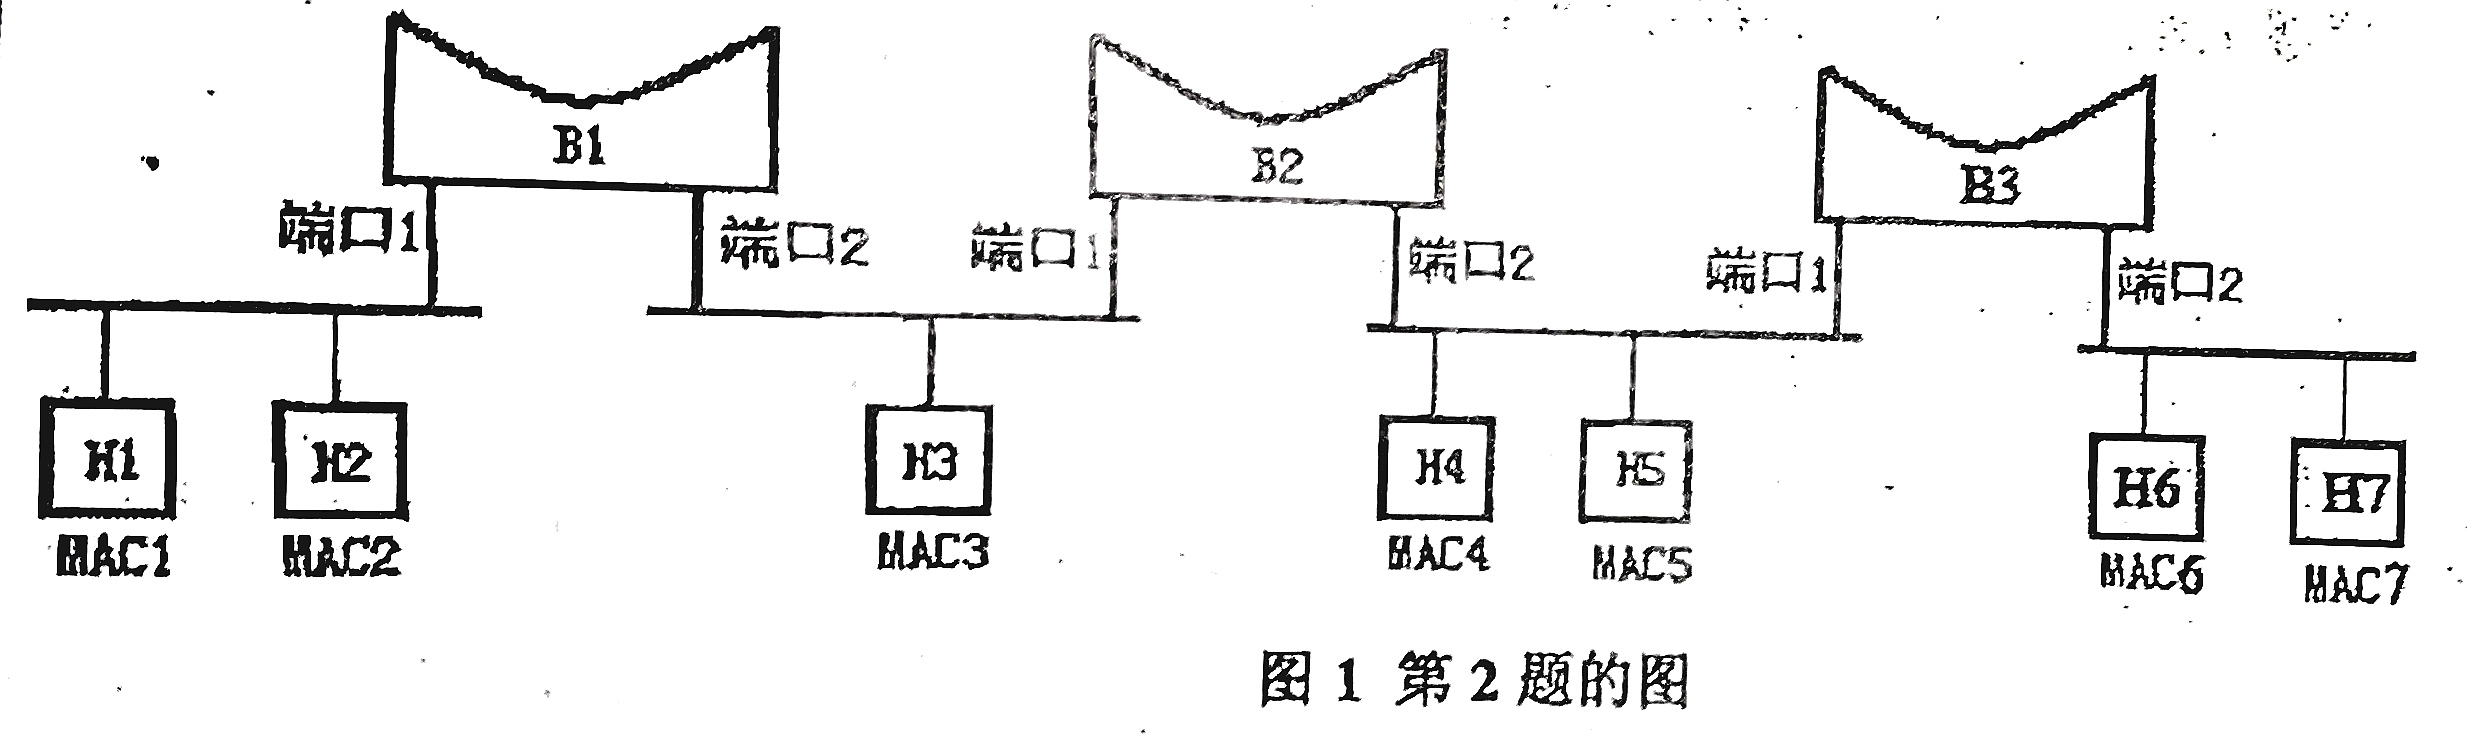 B1 B2 B3
端口1 端口2 端口1 端口2 端口1 端口2
H1 H2 H3 H4 H5 H6 H7
MAC1 MAC2 MAC3 MAC4 MAC5 MAC6 MAC7
图 1 第 2 题的图